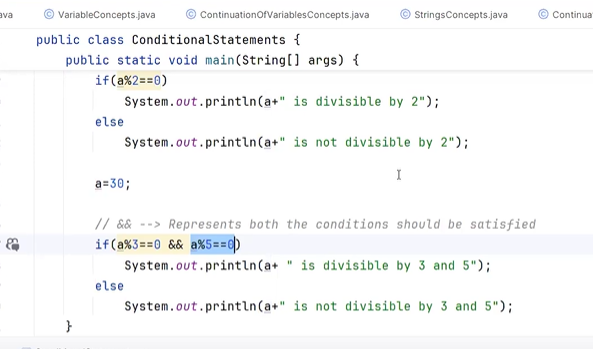 ava VariableConcepts.java ContinuationOfVariablesConcepts.java StringsConcepts.java Continua
public class ConditionalStatements {
public static void main(String[] args) {
if(a%2==0)
System.out.println(a+" is divisible by 2");
else
System.out.println(a+" is not divisible by 2");
a=30;
// && --> Represents both the conditions should be satisfied
if(a%3==0 && a%5==0)
System.out.println(a+ " is divisible by 3 and 5");
else
System.out.println(a+" is not divisible by 3 and 5");
}